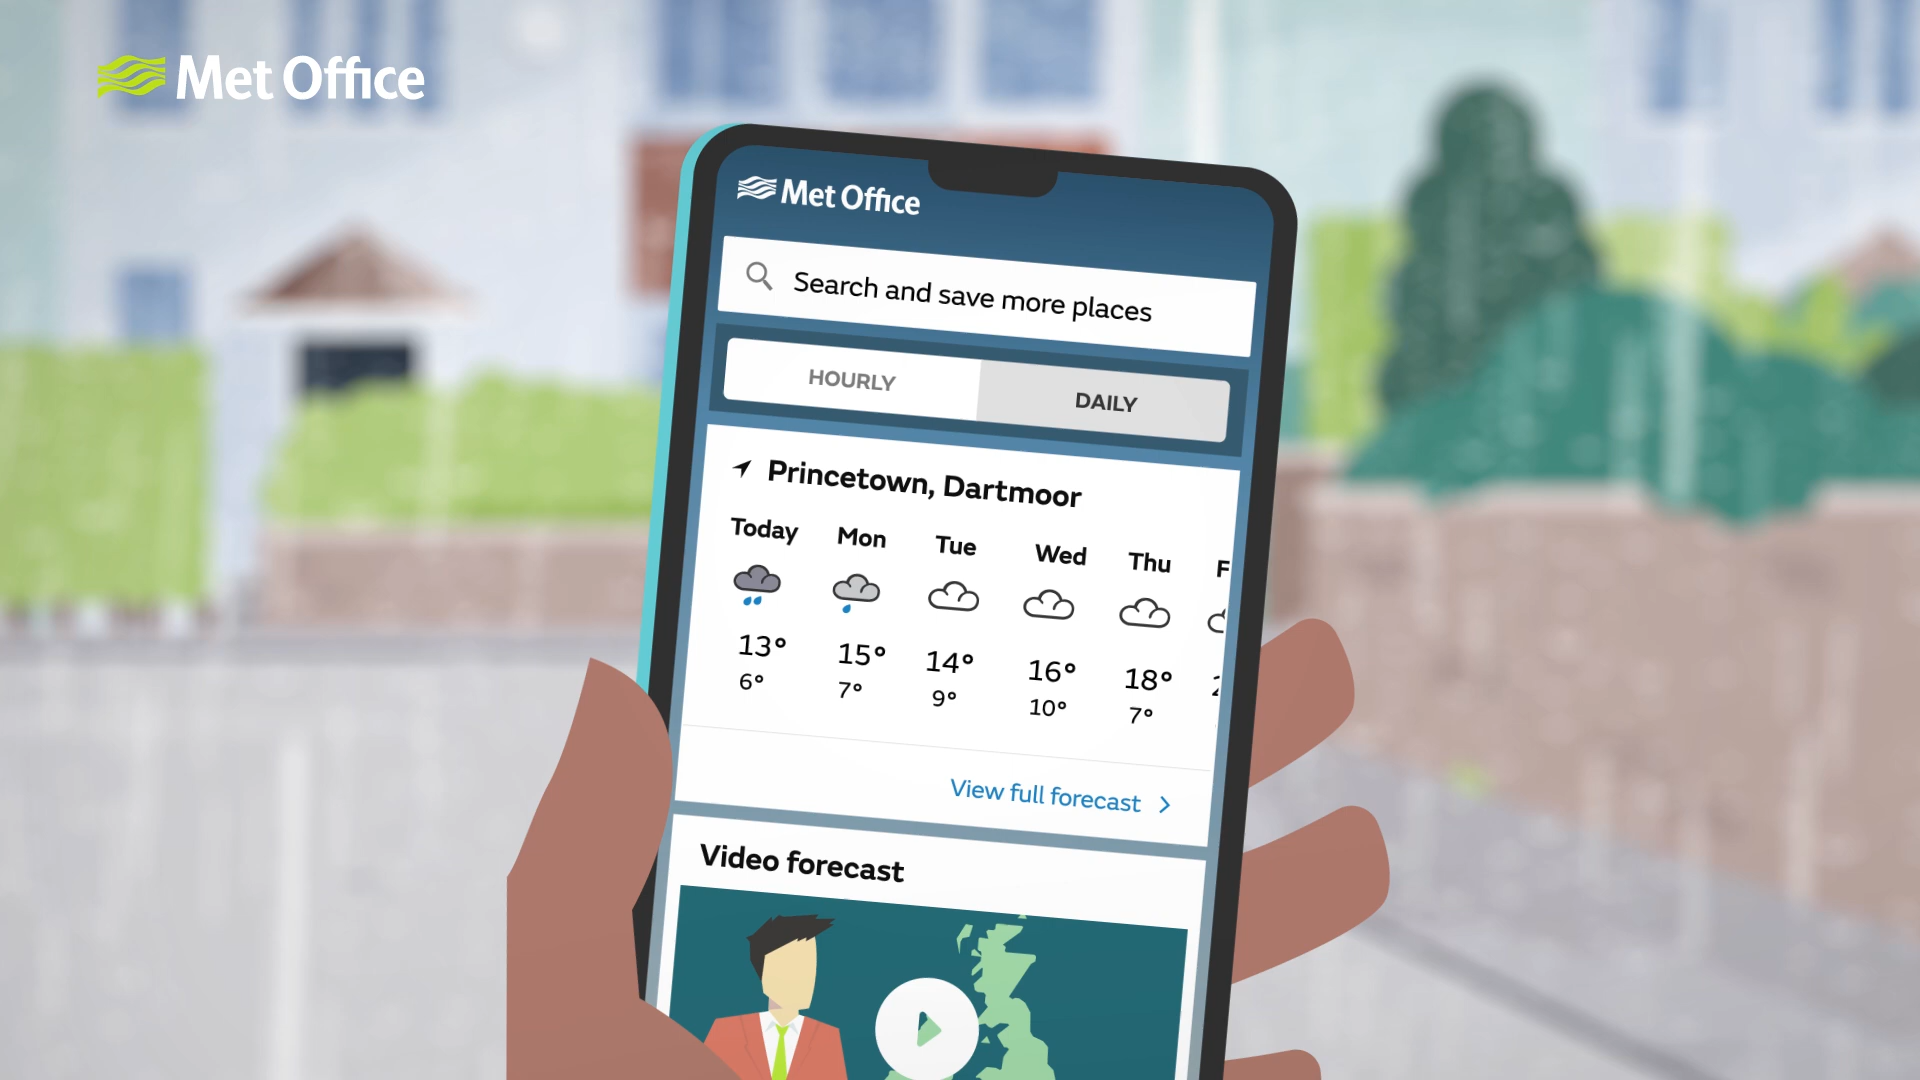 Met Office
Met Office
Search and save more places
HOURLY DAILY
Princetown, Dartmoor
Today Mon Tue Wed Thu F
13° 15° 14° 16° 18°
6° 7° 9° 10° 7°
View full forecast
Video forecast